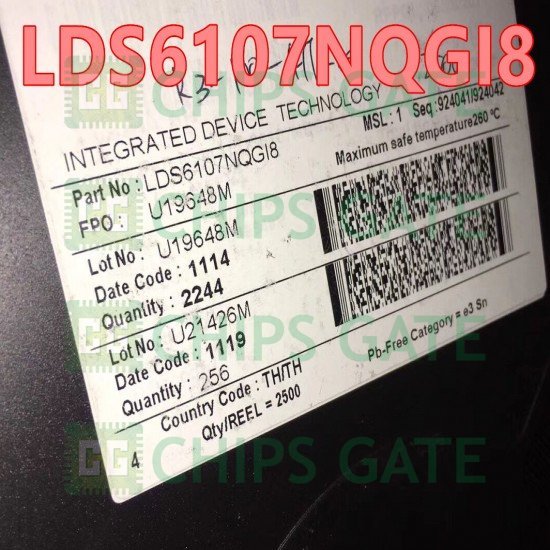 LDS6107NQGI8
INTEGRATED DEVICE TECHNOLOGY
MSL : 1 Seq : 924041/924042
Maximum safe temperature260 °C
Part No : LDS6107NQGI8
FPO : U19648M
Lot No : U19648M
Date Code : 1114
Quantity : 2244
Lot No : U21426M
Date Code : 1119
Quantity : 256
Pb-Free Category = e3 Sn
Country Code : TH/TH
Qty/REEL = 2500
4
CHIPS GATE
CHIPS GATE
CHIPS GATE
CHIPS GATE